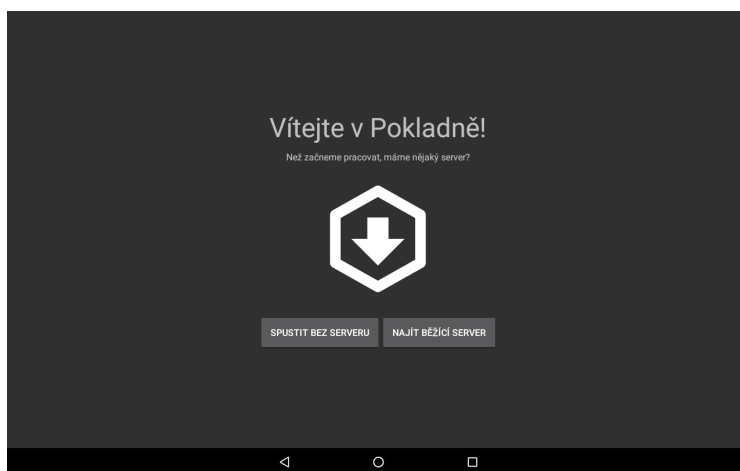 Vítejte v Pokladně!
Než začneme pracovat, máme nějaký server?
SPUSTIT BEZ SERVERU
NAJÍT BĚŽÍCÍ SERVER